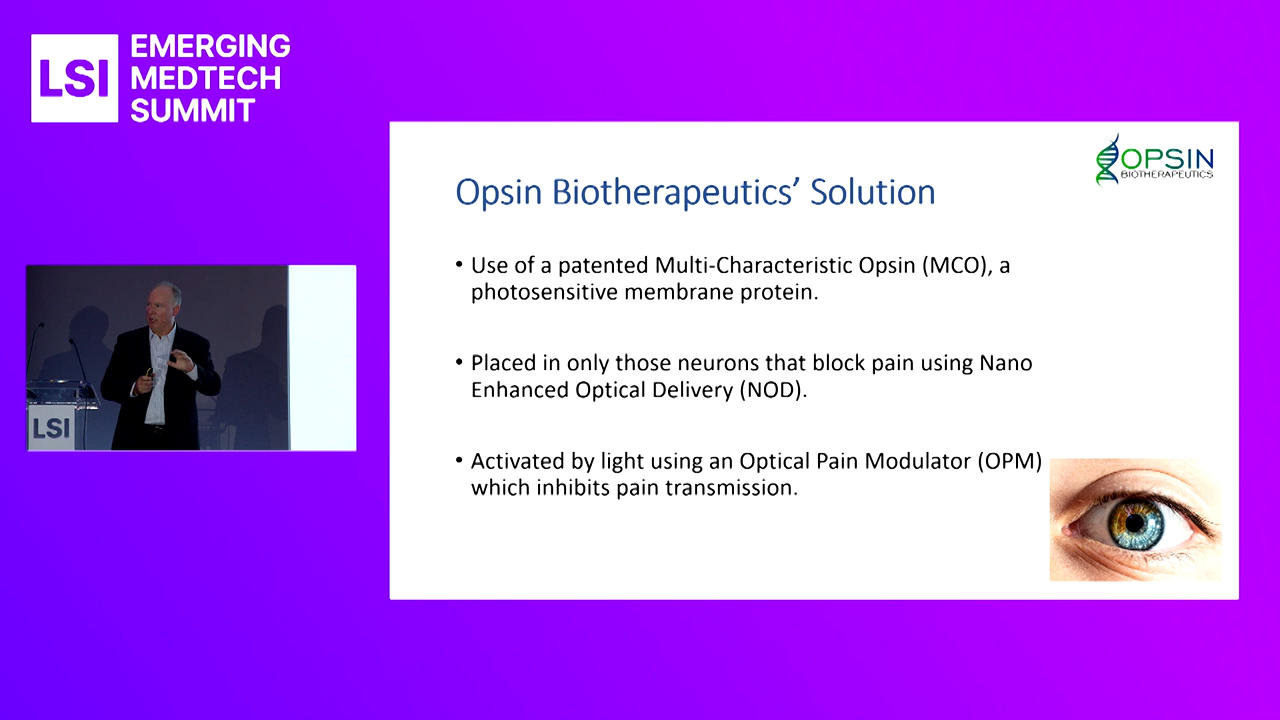 LSI
EMERGING
MEDTECH
SUMMIT
OPSIN
BIOTHERAPEUTICS
Opsin Biotherapeutics’ Solution
• Use of a patented Multi-Characteristic Opsin (MCO), a
photosensitive membrane protein.
• Placed in only those neurons that block pain using Nano
Enhanced Optical Delivery (NOD).
• Activated by light using an Optical Pain Modulator (OPM)
which inhibits pain transmission.
LSI